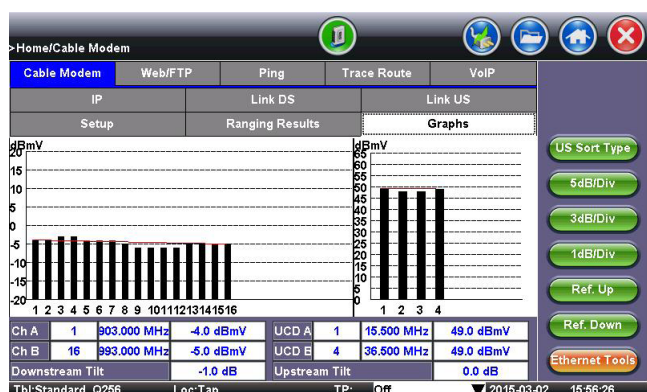 >Home/Cable Modem
Cable Modem Web/FTP Ping Trace Route VoIP
IP Link DS Link US
Setup Ranging Results Graphs
dBmV
20
15
10
5
0
-5
-10
-15
-20
1 2 3 4 5 6 7 8 9 10 11 12 13 14 15 16
dBmV
65
60
55
50
45
40
35
30
25
20
15
10
5
0
1 2 3 4
US Sort Type
5dB/Div
3dB/Div
1dB/Div
Ref. Up
Ref. Down
Ethernet Tools
Ch A 1 903.000 MHz -4.0 dBmV UCD A 1 15.500 MHz 49.0 dBmV
Ch B 16 993.000 MHz -5.0 dBmV UCD B 4 36.500 MHz 49.0 dBmV
Downstream Tilt -1.0 dB Upstream Tilt 0.0 dB
Tbl:Standard_Q256 Loc:Tap TP: Off 2015-03-02 15:56:26